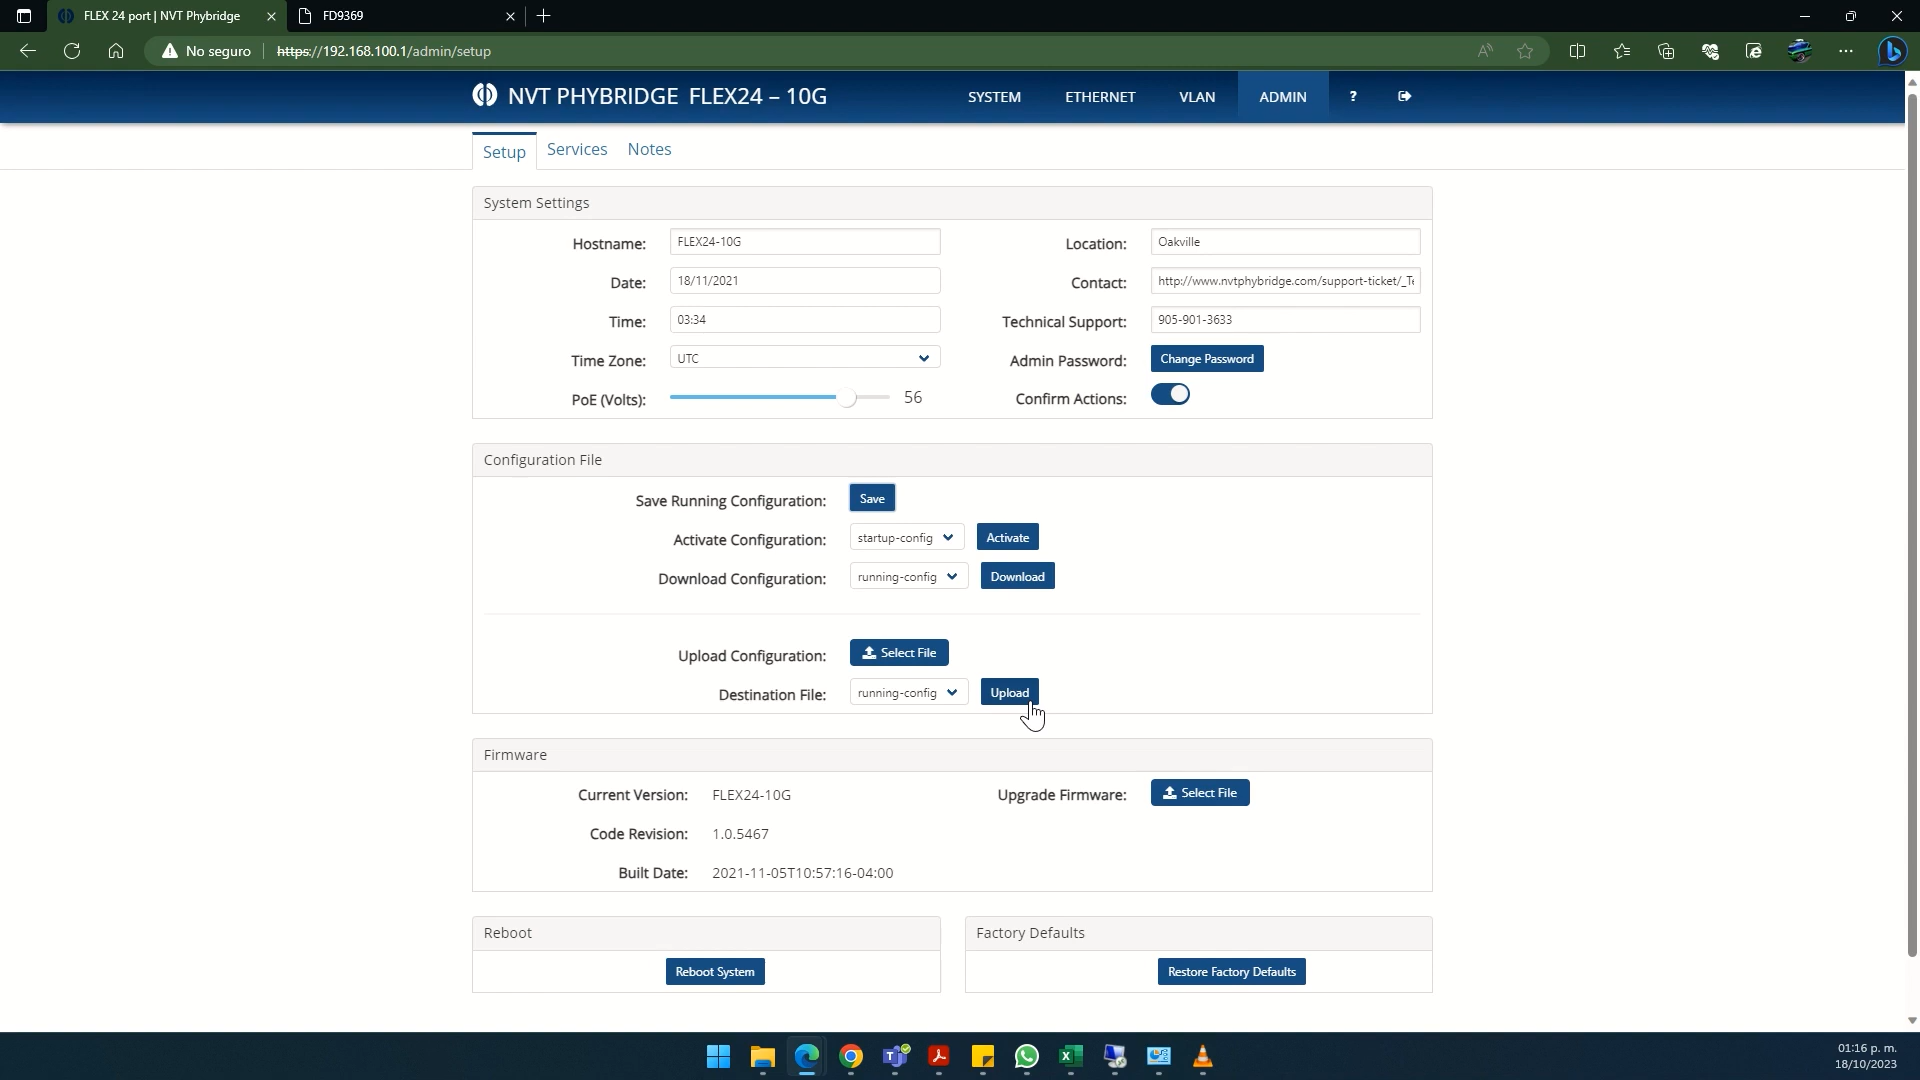 FLEX 24 port | NVT Phybridge
FD9369
No seguro
https://192.168.100.1/admin/setup
NVT PHYBRIDGE FLEX24 – 10G
SYSTEM
ETHERNET
VLAN
ADMIN
?
Setup
Services
Notes
System Settings
Hostname: FLEX24-10G
Location: Oakville
Date: 18/11/2021
Contact: http://www.nvtphybridge.com/support-ticket/_Te
Time: 03:34
Technical Support: 905-901-3633
Time Zone: UTC
Admin Password: Change Password
PoE (Volts): 56
Confirm Actions:
Configuration File
Save Running Configuration: Save
Activate Configuration: startup-config Activate
Download Configuration: running-config Download
Upload Configuration: Select File
Destination File: running-config Upload
Firmware
Current Version: FLEX24-10G
Upgrade Firmware: Select File
Code Revision: 1.0.5467
Built Date: 2021-11-05T10:57:16-04:00
Reboot
Reboot System
Factory Defaults
Restore Factory Defaults
01:16 p. m.
18/10/2023